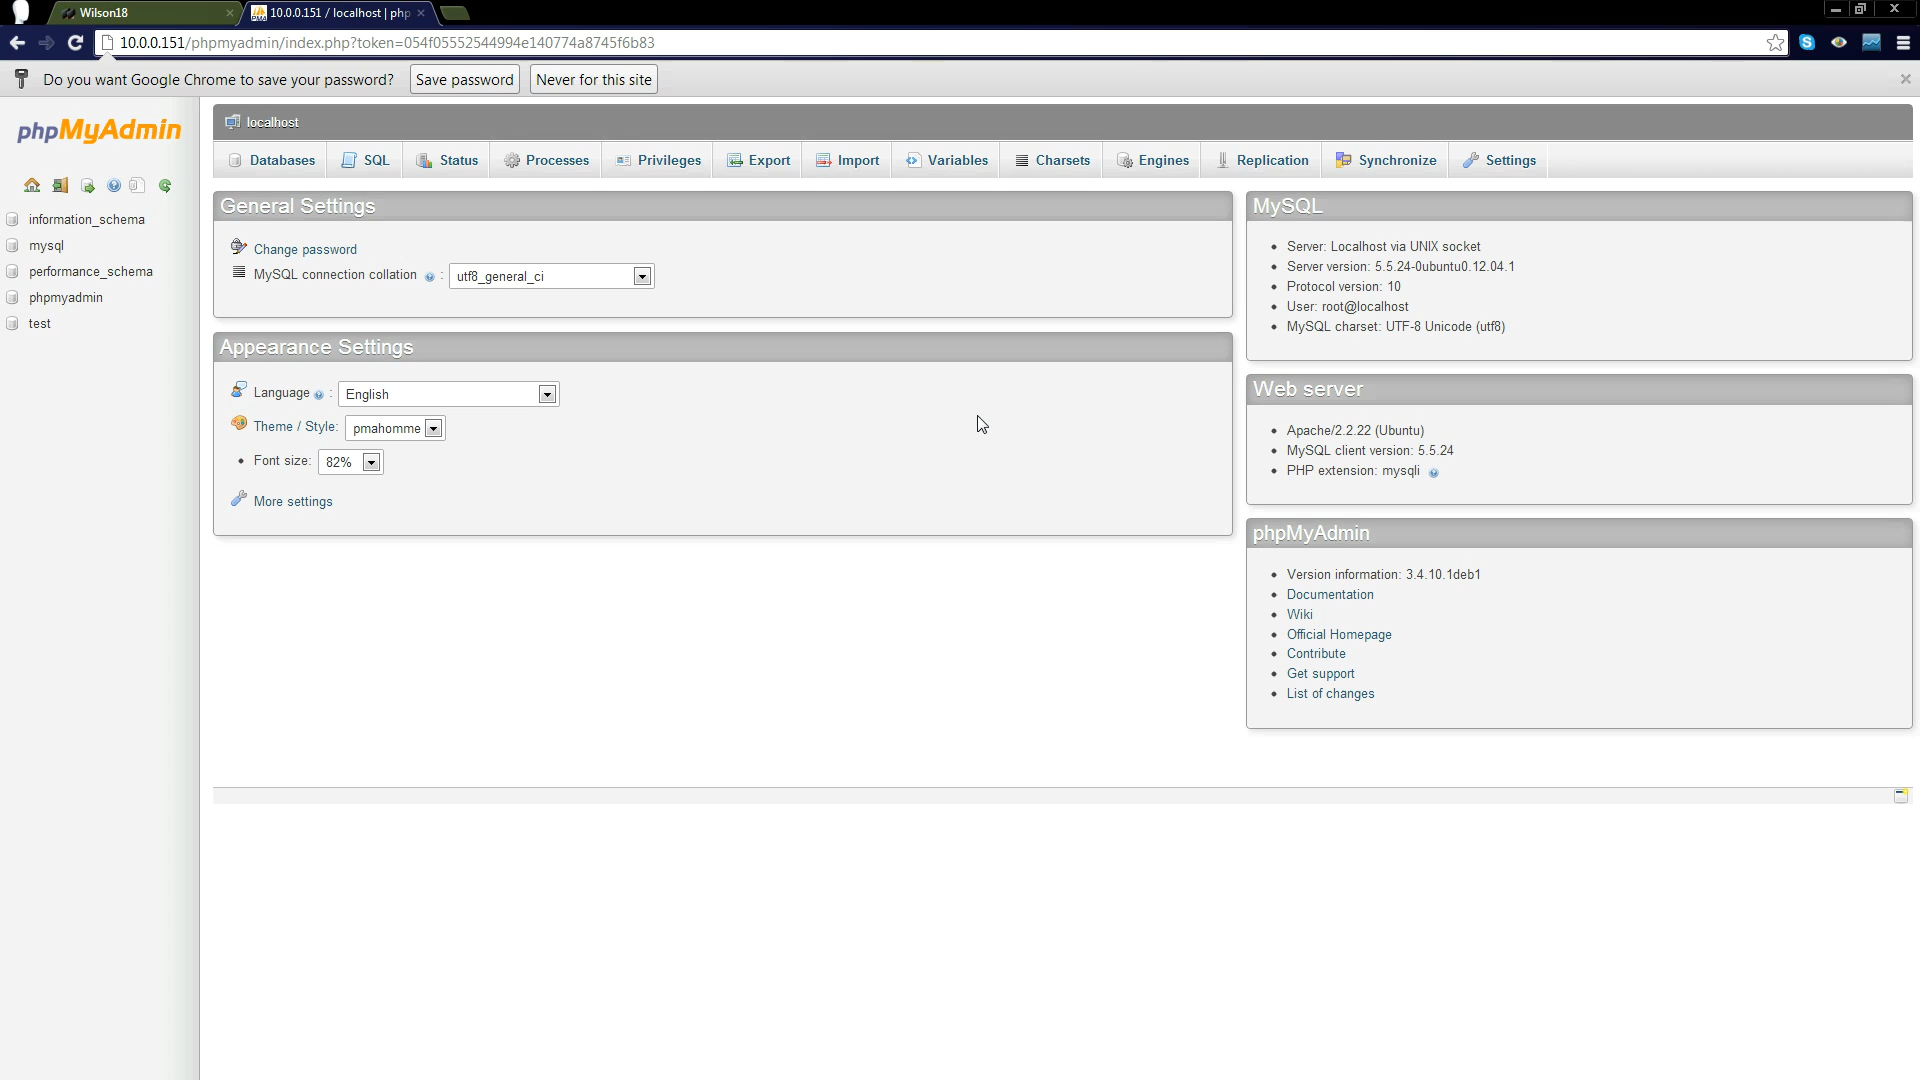 Wilson18
10.0.0.151 / localhost | php
10.0.0.151/phpmyadmin/index.php?token=054f05552544994e140774a8745f6b83
Do you want Google Chrome to save your password? Save password Never for this site
phpMyAdmin
information_schema
mysql
performance_schema
phpmyadmin
test
localhost
Databases SQL Status Processes Privileges Export Import Variables Charsets Engines Replication Synchronize Settings
General Settings
Change password
MySQL connection collation : utf8_general_ci
Appearance Settings
Language : English
Theme / Style: pmahomme
• Font size: 82%
More settings
MySQL
• Server: Localhost via UNIX socket
• Server version: 5.5.24-0ubuntu0.12.04.1
• Protocol version: 10
• User: root@localhost
• MySQL charset: UTF-8 Unicode (utf8)
Web server
• Apache/2.2.22 (Ubuntu)
• MySQL client version: 5.5.24
• PHP extension: mysqli
phpMyAdmin
• Version information: 3.4.10.1deb1
• Documentation
• Wiki
• Official Homepage
• Contribute
• Get support
• List of changes